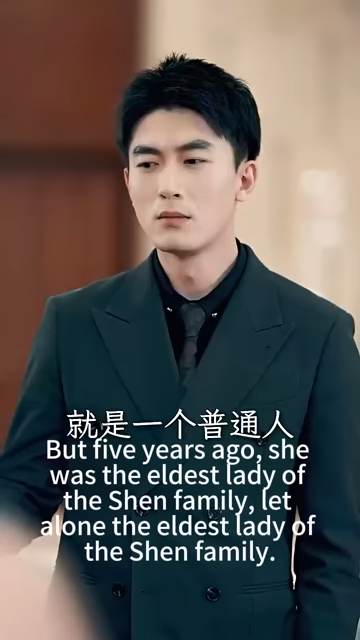 就是一个普通人
But five years ago, she
was the eldest lady of
the Shen family, let
alone the eldest lady of
the Shen family.